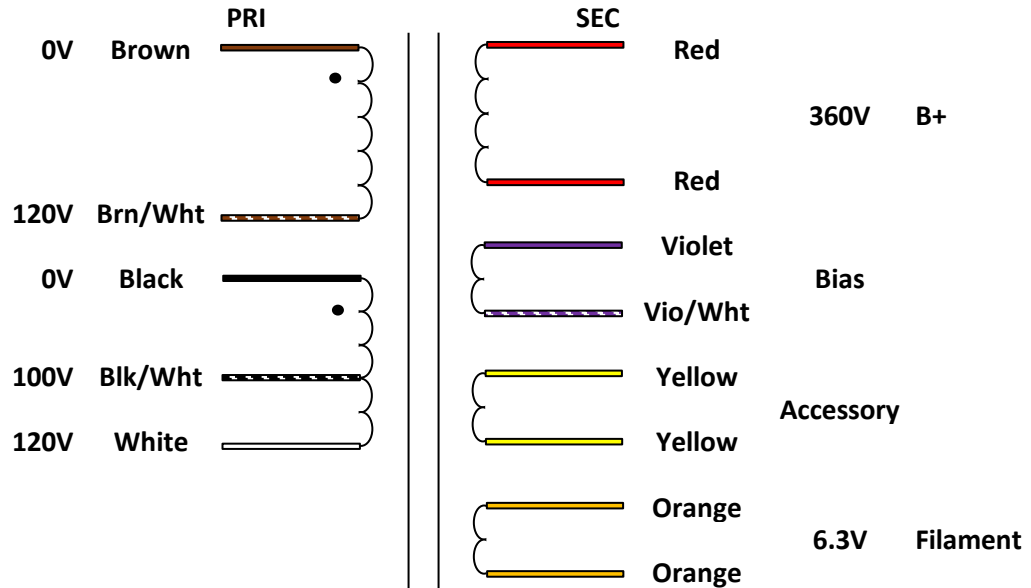 PRI SEC
0V Brown Red
360V B+
Red
120V Brn/Wht
Violet
0V Black Bias
Vio/Wht
100V Blk/Wht Yellow
Accessory
120V White Yellow
Orange
6.3V Filament
Orange